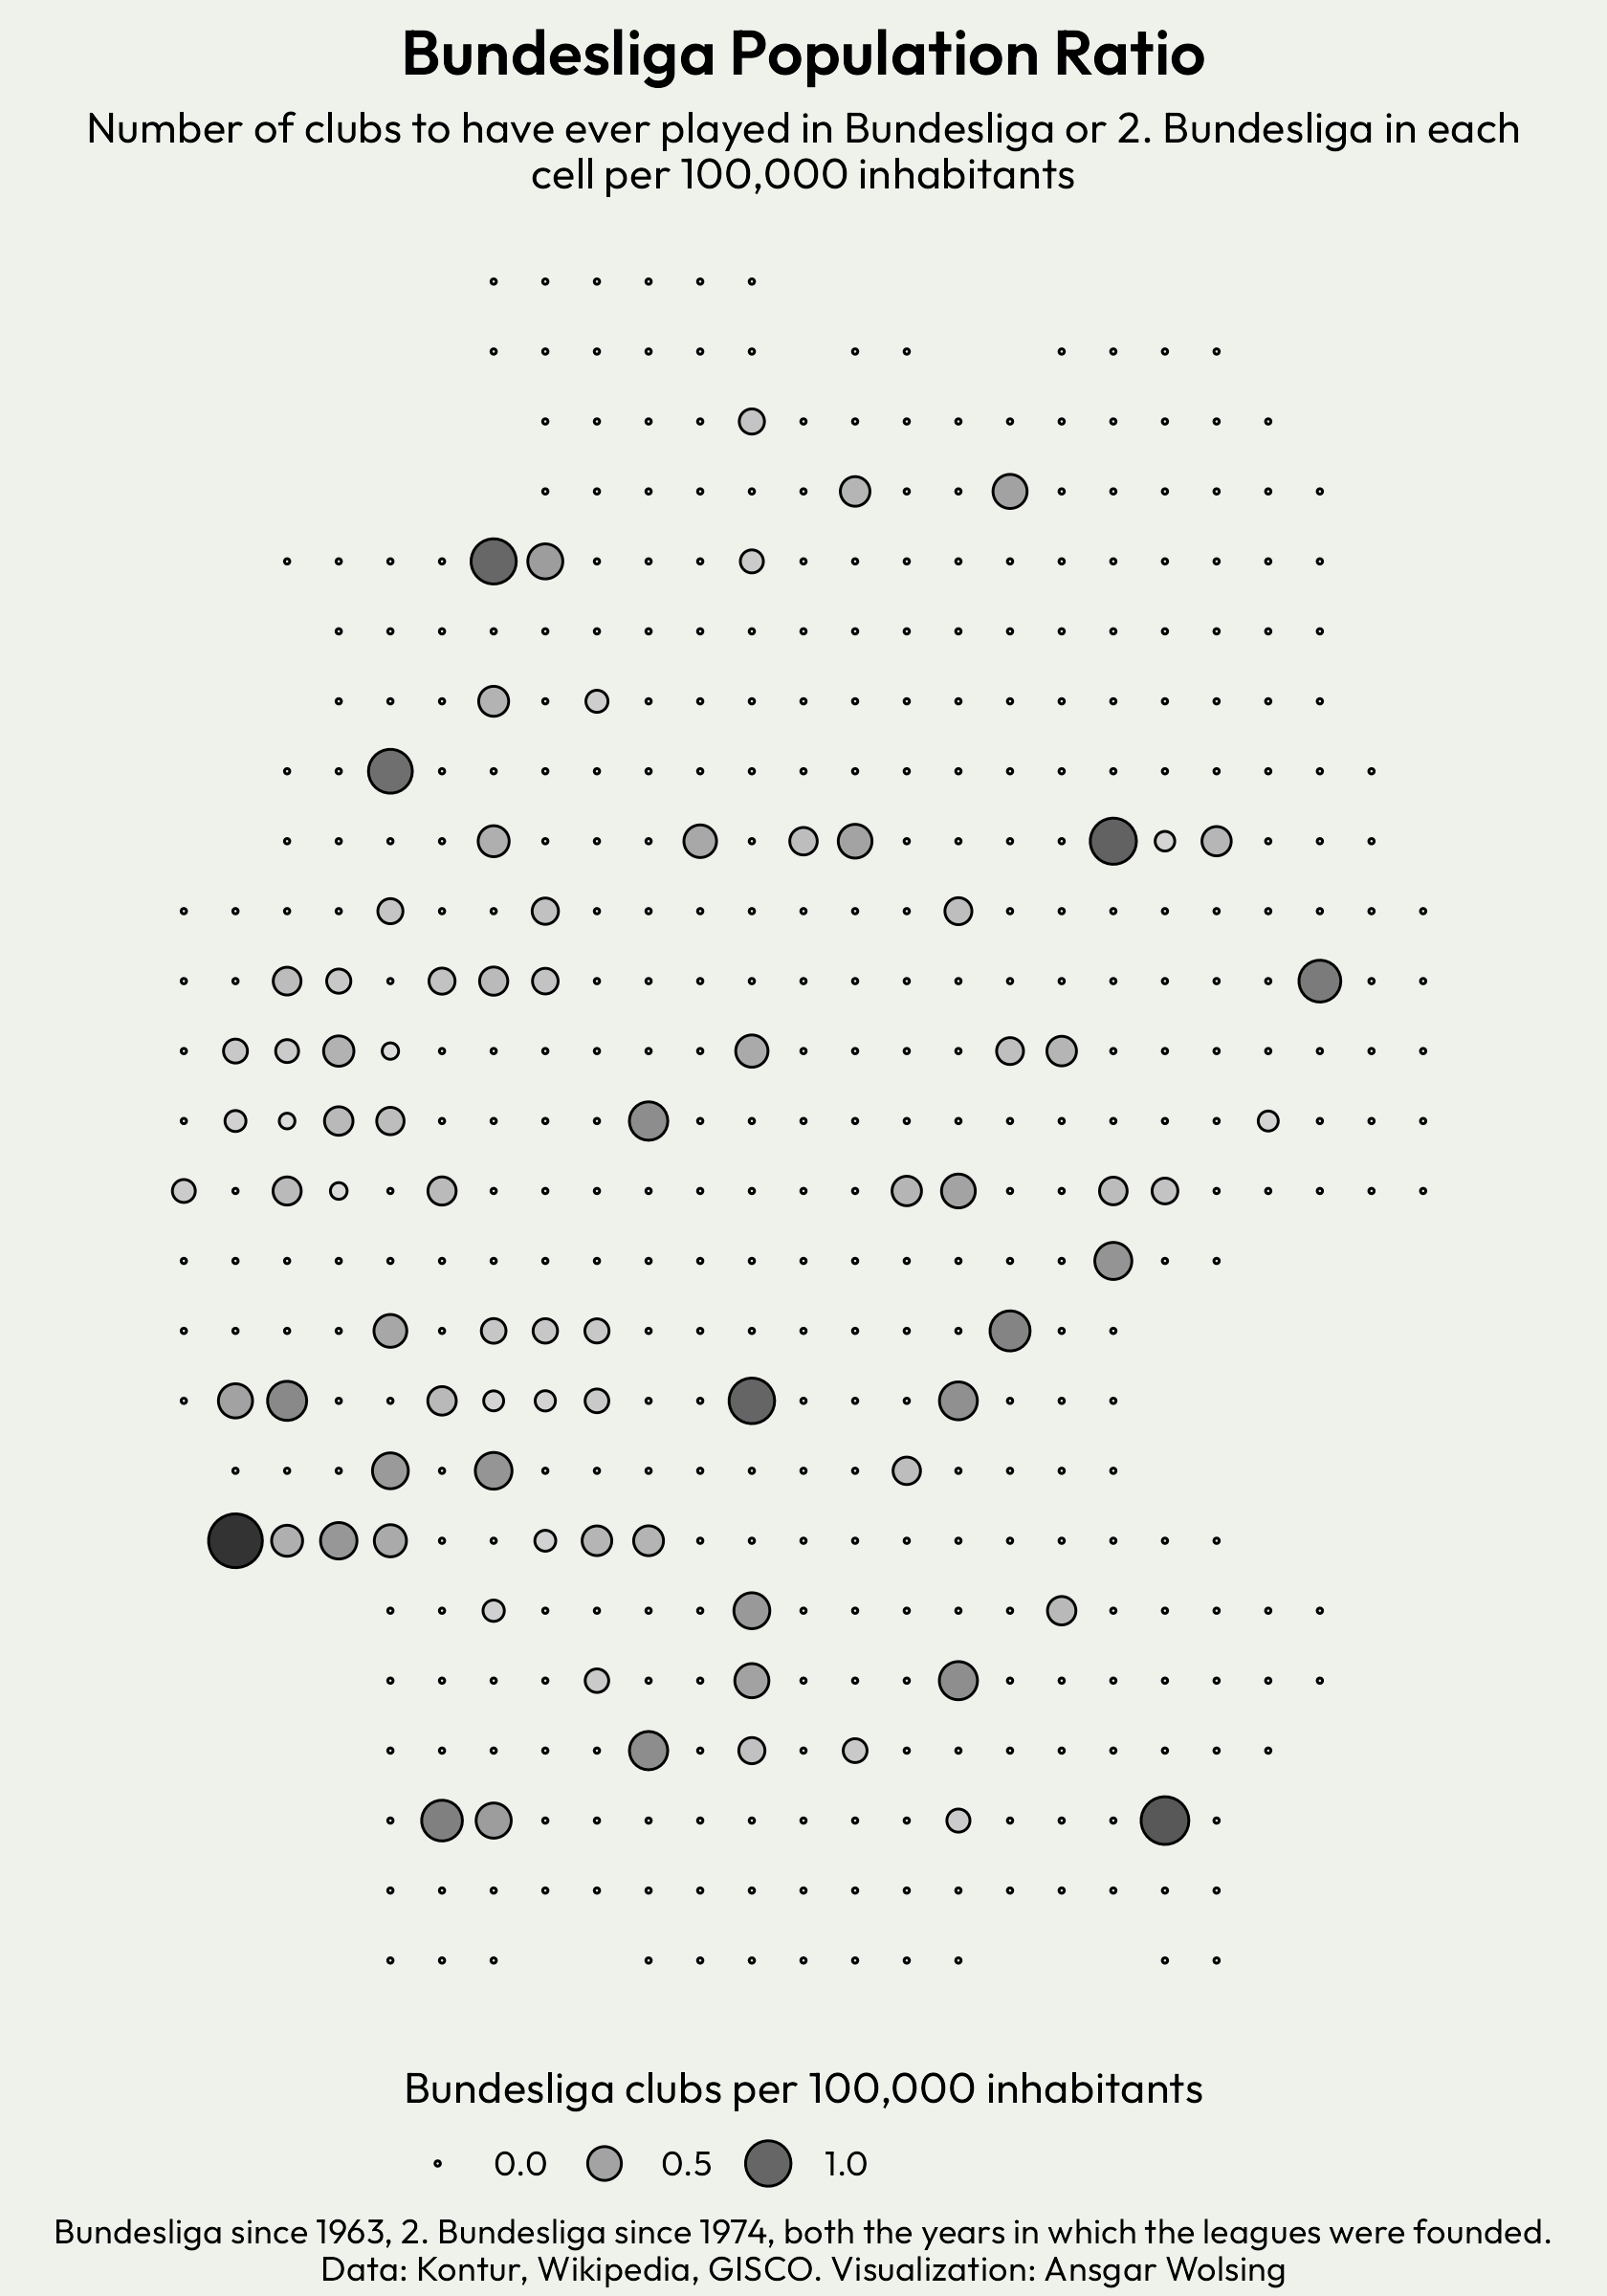 Bundesliga Population Ratio
Number of clubs to have ever played in Bundesliga or 2. Bundesliga in each
cell per 100,000 inhabitants
Bundesliga clubs per 100,000 inhabitants
0.0 0.5 1.0
Bundesliga since 1963, 2. Bundesliga since 1974, both the years in which the leagues were founded.
Data: Kontur, Wikipedia, GISCO. Visualization: Ansgar Wolsing